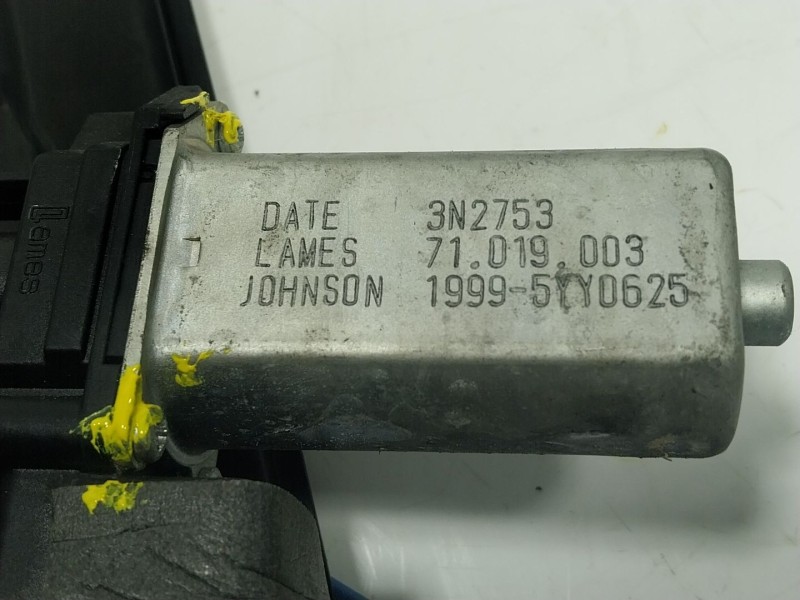 DATE 3N2753
LAMES 71.019.003
JOHNSON 1999-5YY0625
Lames